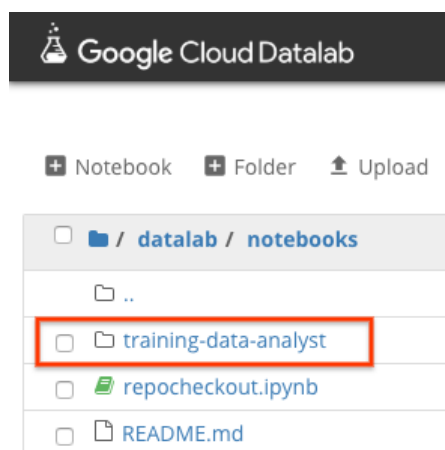 Google Cloud Datalab
Notebook Folder Upload
/ datalab / notebooks
..
training-data-analyst
repocheckout.ipynb
README.md